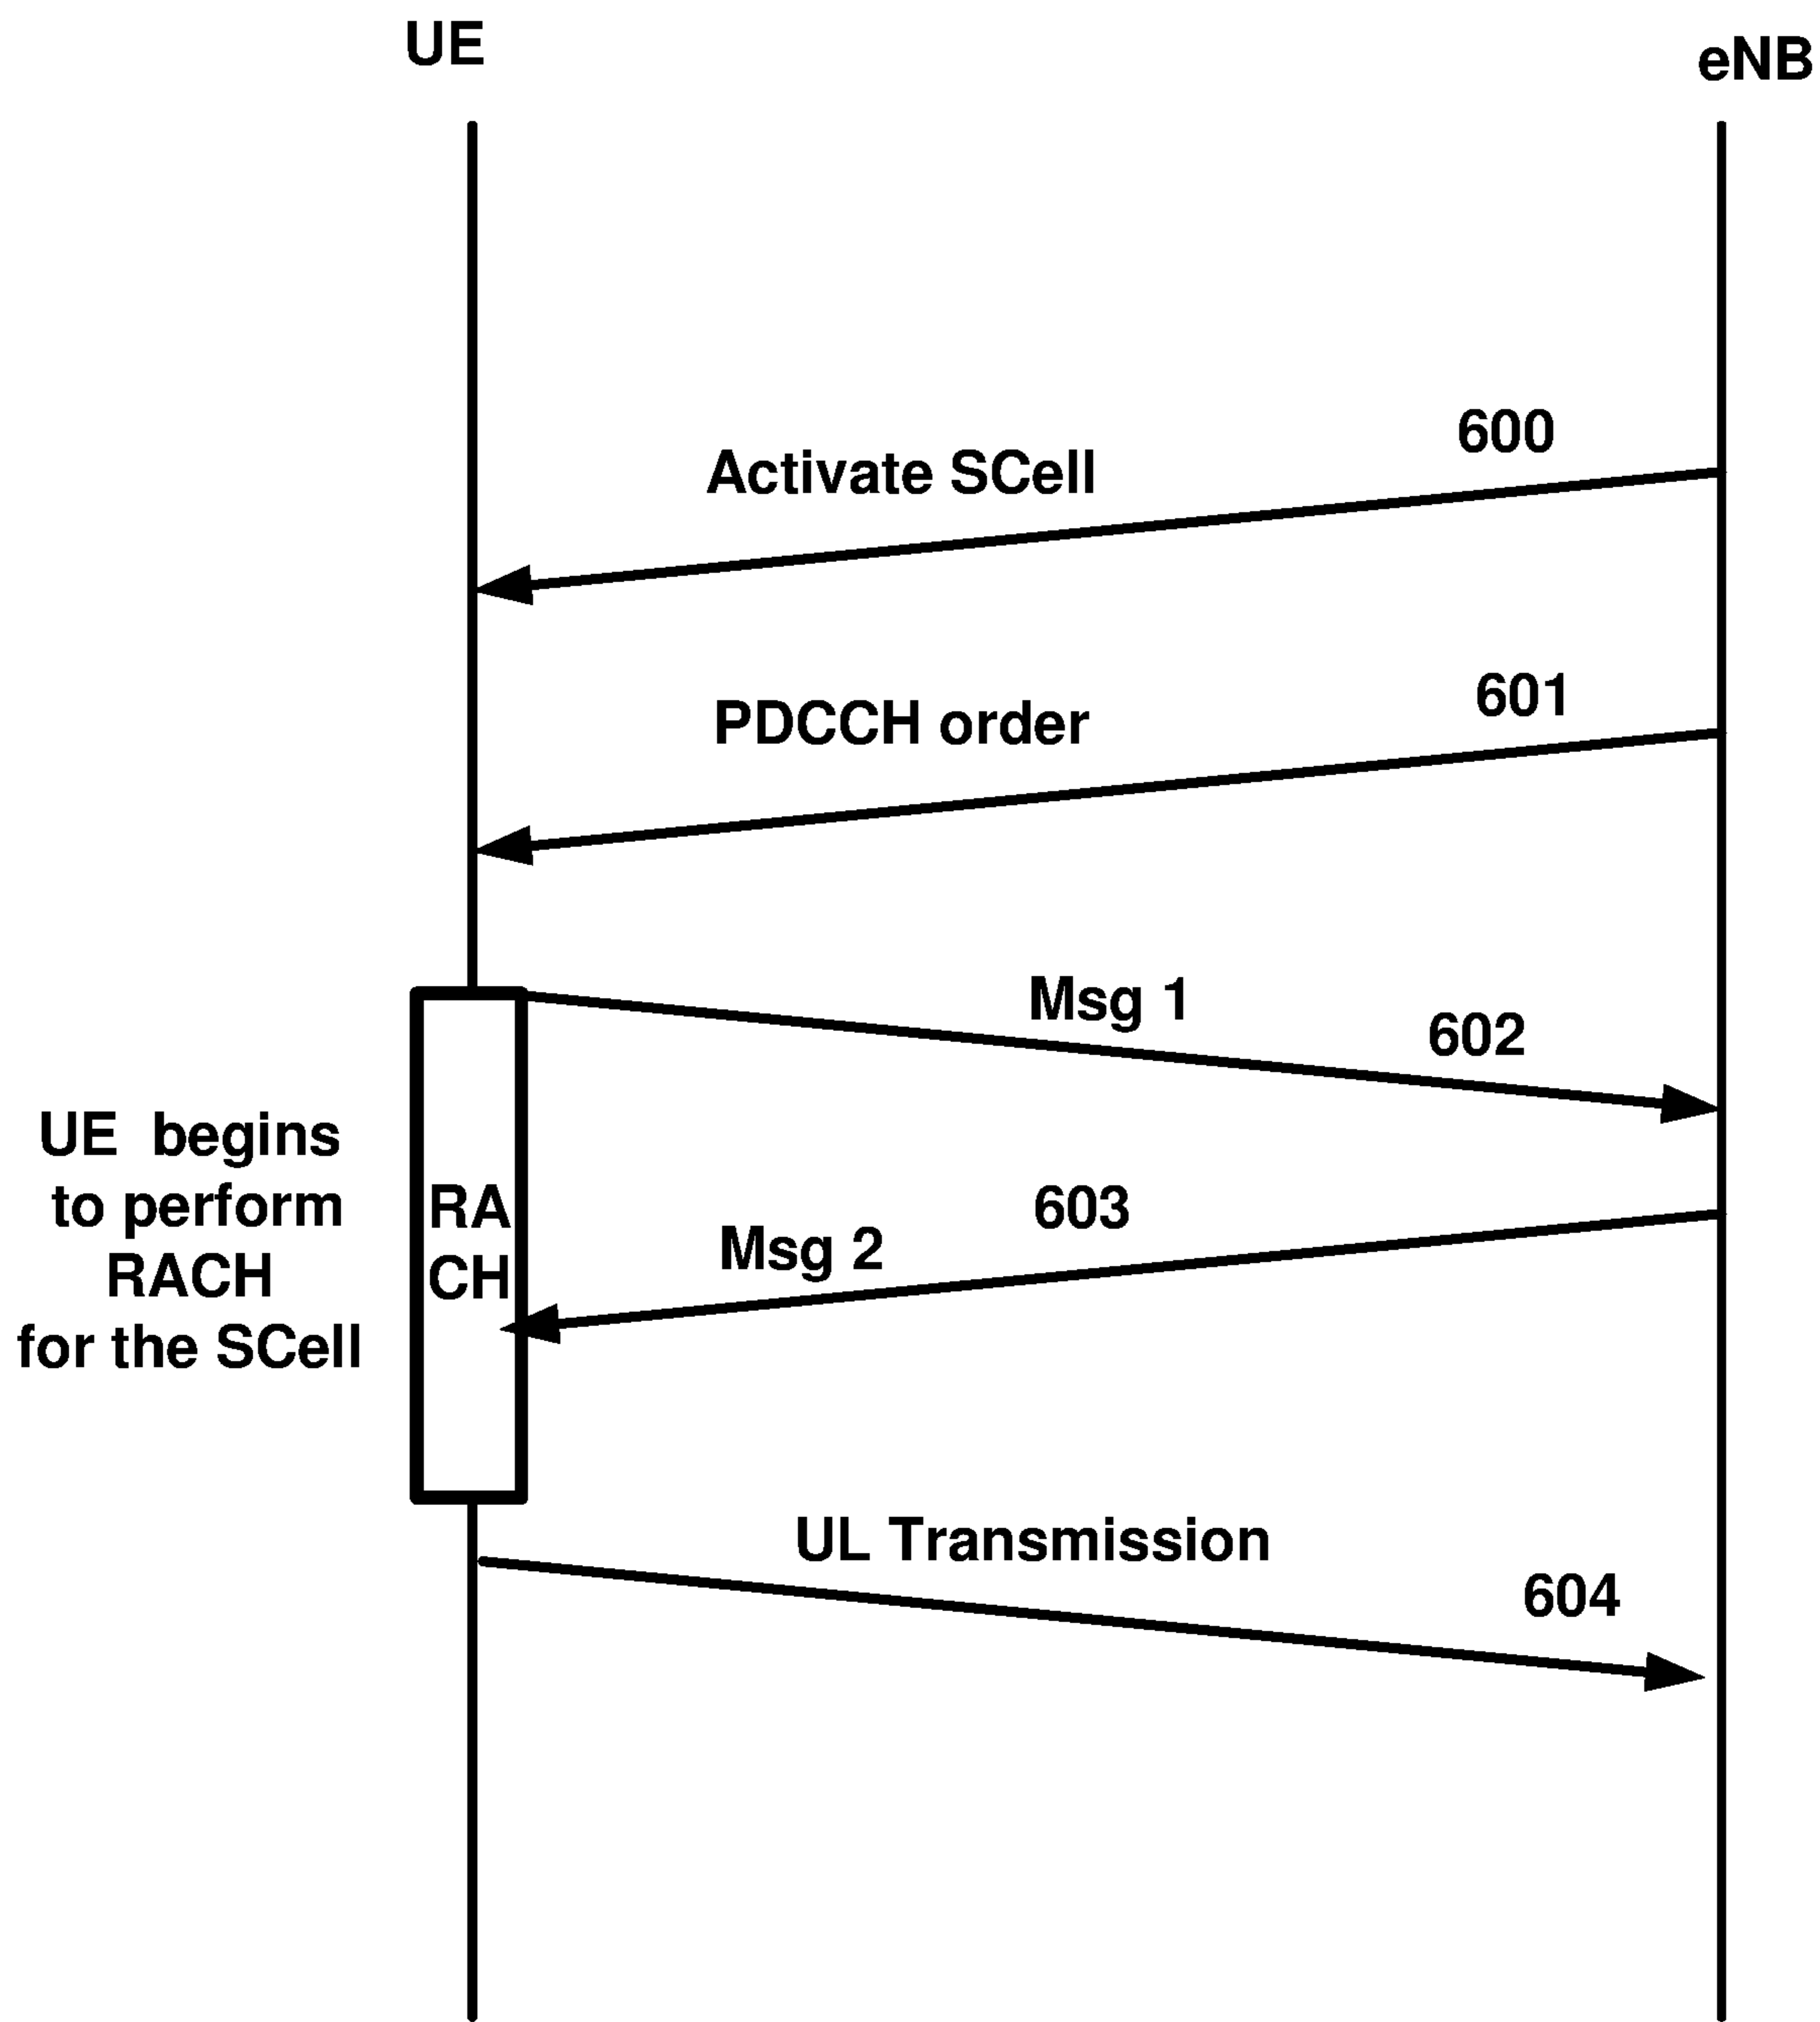 UE
eNB
600
Activate SCell
601
PDCCH order
Msg 1
602
UE begins
to perform
RACH
for the SCell
RA
CH
603
Msg 2
UL Transmission
604